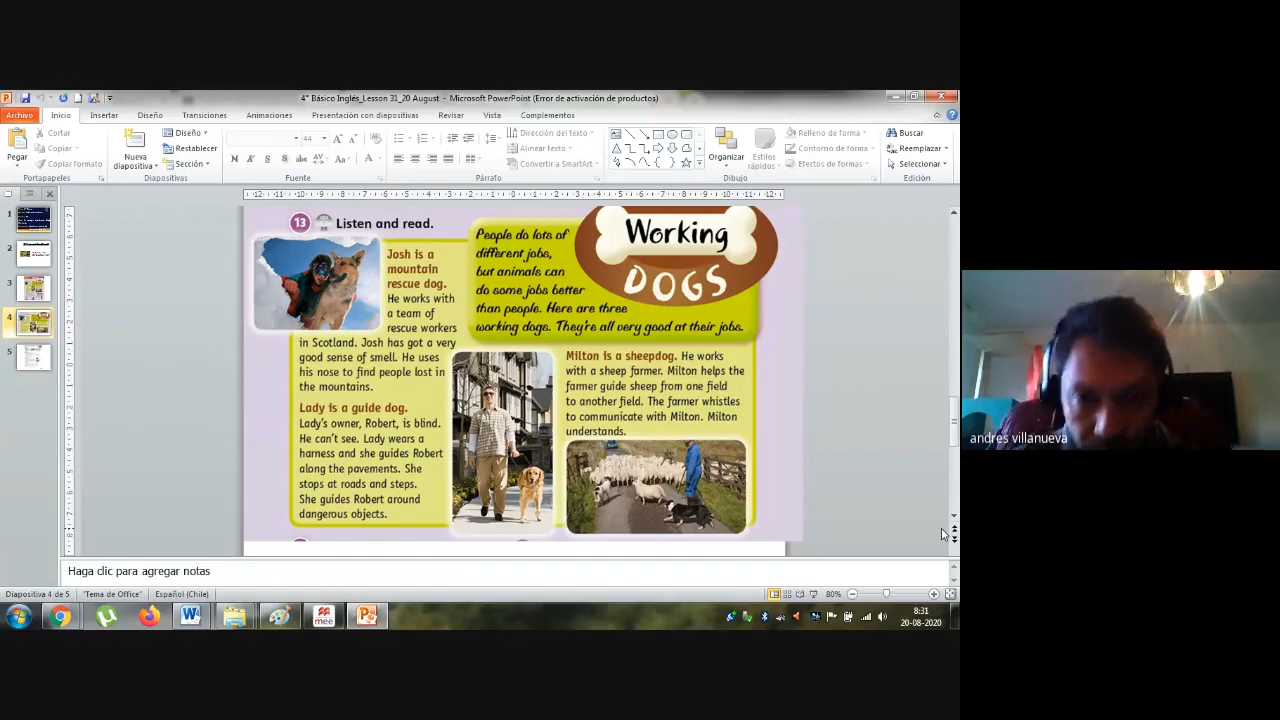 4° Básico Inglés_Lesson 31_20 August - Microsoft PowerPoint (Error de activación de productos)
Archivo Inicio Insertar Diseño Transiciones Animaciones Presentación con diapositivas Revisar Vista Complementos
Pegar
Cortar
Copiar
Copiar formato
Portapapeles
Nueva diapositiva
Diseño
Restablecer
Sección
Diapositivas
44
Fuente
Dirección del texto
Alinear texto
Convertir a SmartArt
Párrafo
Organizar
Estilos rápidos
Relleno de forma
Contorno de forma
Efectos de formas
Dibujo
Buscar
Reemplazar
Seleccionar
Edición
1
2
3
4
5
13 Listen and read.
Working
DOGS
People do lots of
different jobs,
but animals can
do some jobs better
than people. Here are three
working dogs. They're all very good at their jobs.
Josh is a
mountain
rescue dog.
He works with
a team of
rescue workers
in Scotland. Josh has got a very
good sense of smell. He uses
his nose to find people lost in
the mountains.
Lady is a guide dog.
Lady's owner, Robert, is blind.
He can't see. Lady wears a
harness and she guides Robert
along the pavements. She
stops at roads and steps.
She guides Robert around
dangerous objects.
Milton is a sheepdog. He works
with a sheep farmer. Milton helps the
farmer guide sheep from one field
to another field. The farmer whistles
to communicate with Milton. Milton
understands.
andres villanueva
Haga clic para agregar notas
Diapositiva 4 de 5 "Tema de Office" Español (Chile) 80%
mee
8:31
20-08-2020